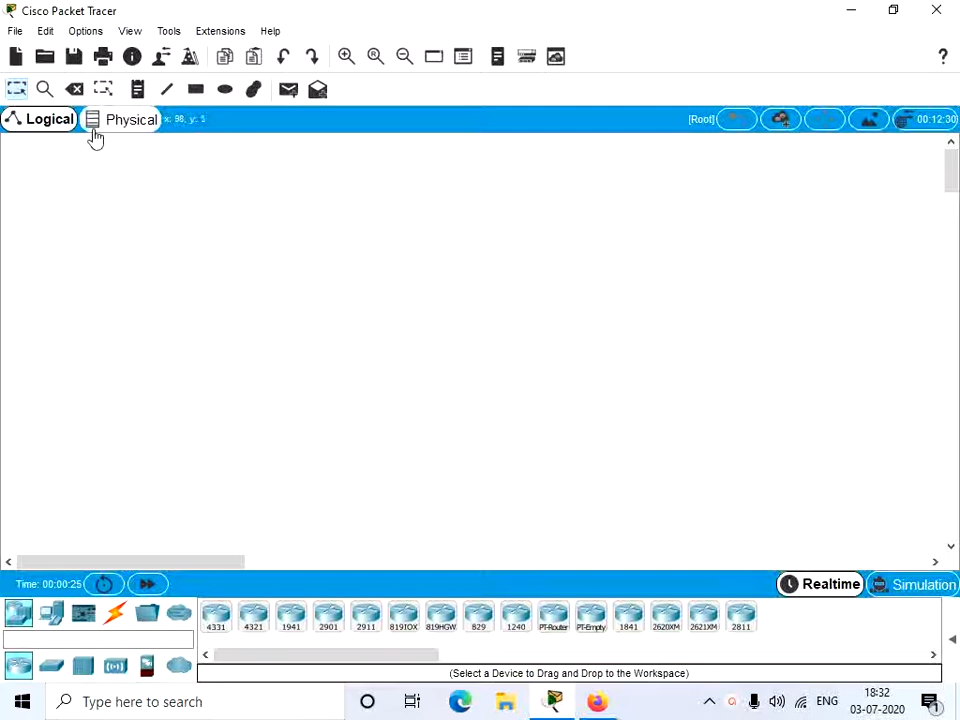 Cisco Packet Tracer
File Edit Options View Tools Extensions Help
?
Logical Physical x: 98, y: 5 [Root] 00:12:30
Time: 00:00:25 Realtime Simulation
4331 4321 1941 2901 2911 819IOX 819HGW 829 1240 PT-Router PT-Empty 1841 2620XM 2621XM 2811
(Select a Device to Drag and Drop to the Workspace)
Type here to search
ENG
18:32
03-07-2020
1